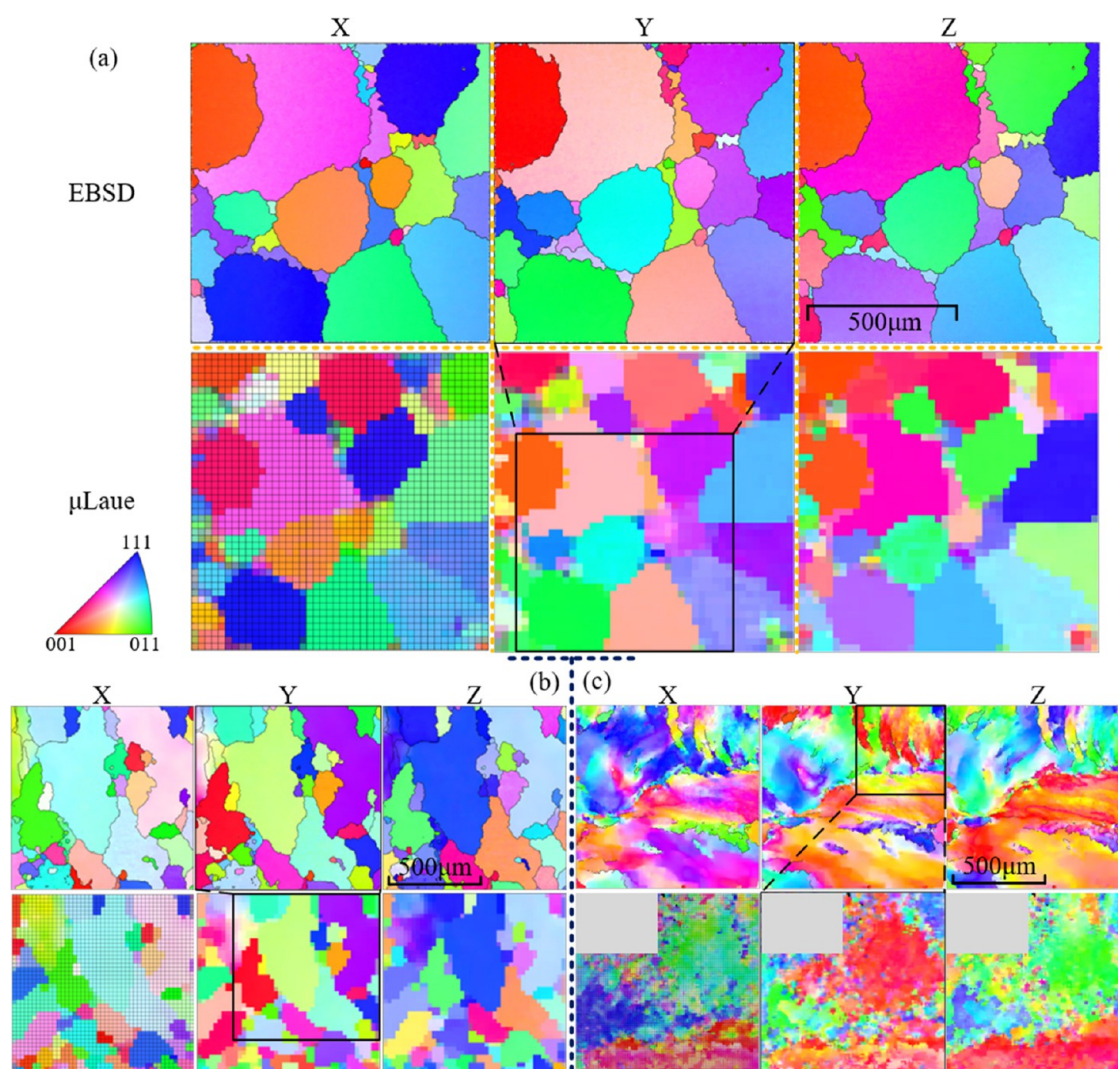 X Y Z
(a)
EBSD
500μm
μLaue
111
001 011
(b) (c)
X Y Z X Y Z
500μm 500μm